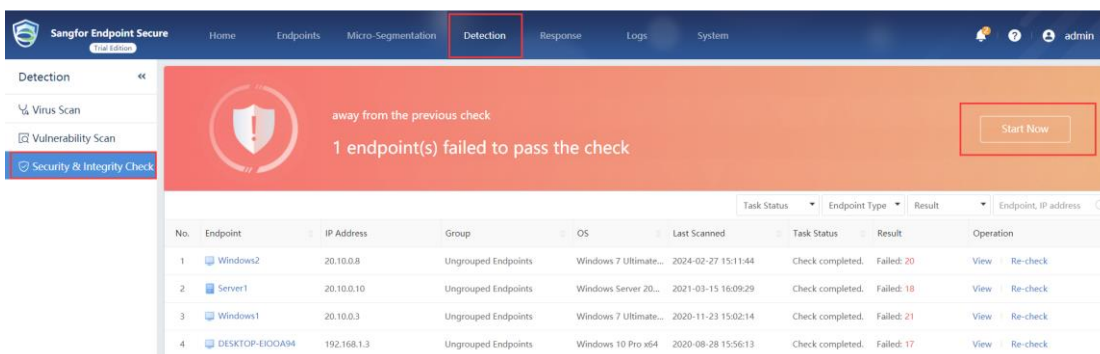 Sangfor Endpoint Secure
Trial Edition
Home Endpoints Micro-Segmentation Detection Response Logs System admin
Detection «
Virus Scan
Vulnerability Scan
Security & Integrity Check
away from the previous check
1 endpoint(s) failed to pass the check
Start Now
Task Status Endpoint Type Result Endpoint, IP address
No. Endpoint IP Address Group OS Last Scanned Task Status Result Operation
1 Windows2 20.10.0.8 Ungrouped Endpoints Windows 7 Ultimate... 2024-02-27 15:11:44 Check completed. Failed: 20 View Re-check
2 Server1 20.10.0.10 Ungrouped Endpoints Windows Server 20... 2021-03-15 16:09:29 Check completed. Failed: 18 View Re-check
3 Windows1 20.10.0.3 Ungrouped Endpoints Windows 7 Ultimate... 2020-11-23 15:02:14 Check completed. Failed: 21 View Re-check
4 DESKTOP-EIOOA94 192.168.1.3 Ungrouped Endpoints Windows 10 Pro x64 2020-08-28 15:56:13 Check completed. Failed: 17 View Re-check